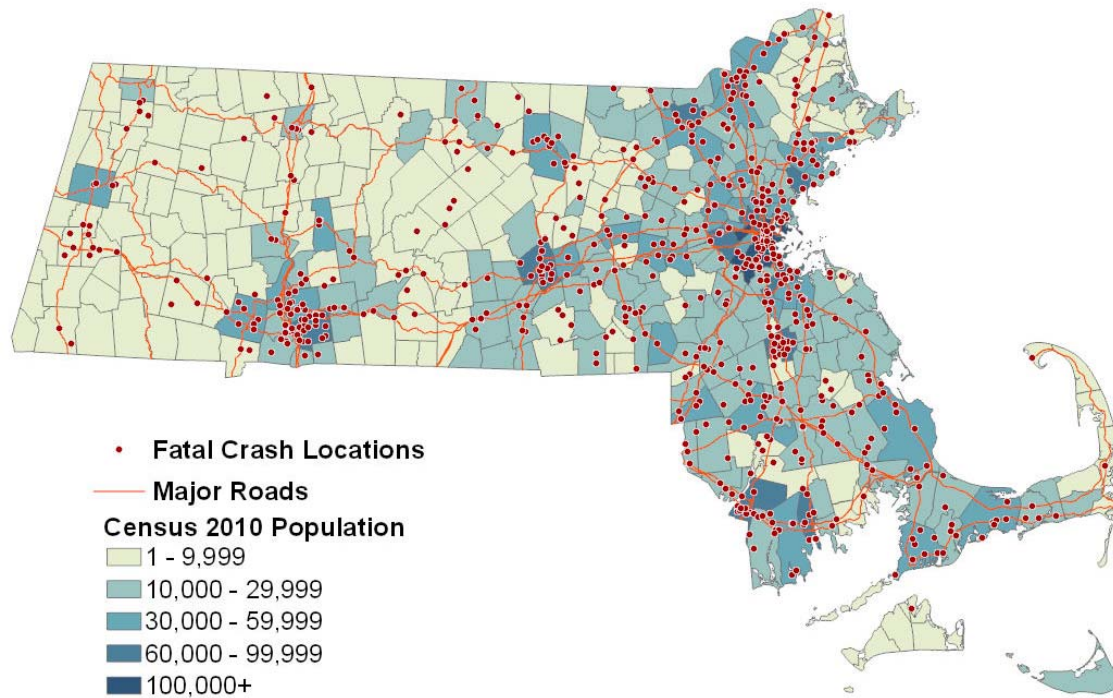 Fatal Crash Locations
Major Roads
Census 2010 Population
1 - 9,999
10,000 - 29,999
30,000 - 59,999
60,000 - 99,999
100,000+